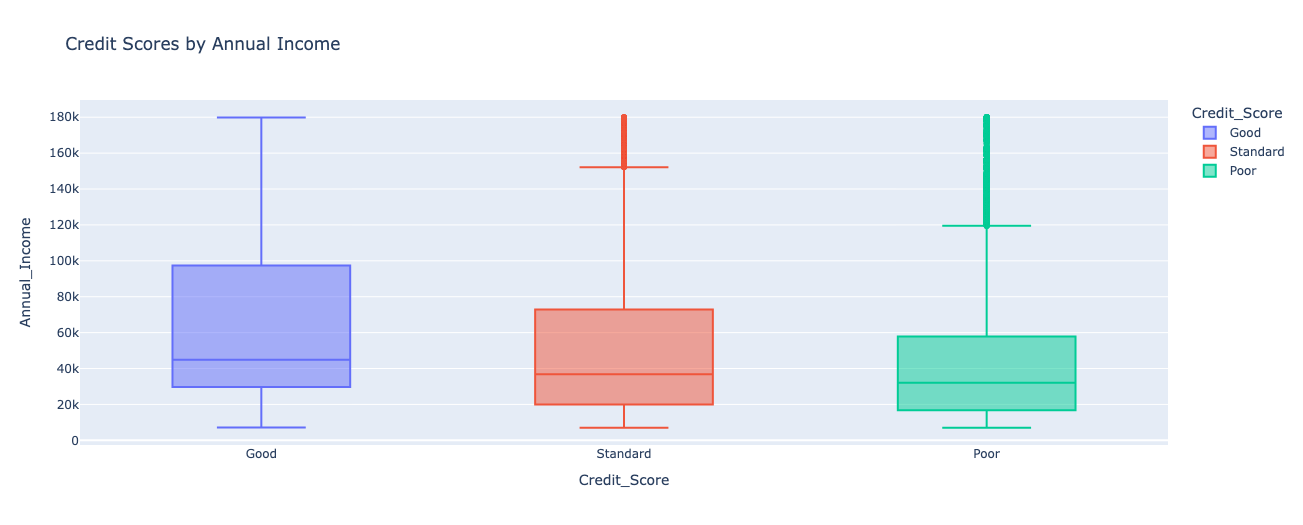 Credit Scores by Annual Income
Credit_Score
Good
Standard
Poor
Annual_Income
180k
160k
140k
120k
100k
80k
60k
40k
20k
0
Good Standard Poor
Credit_Score